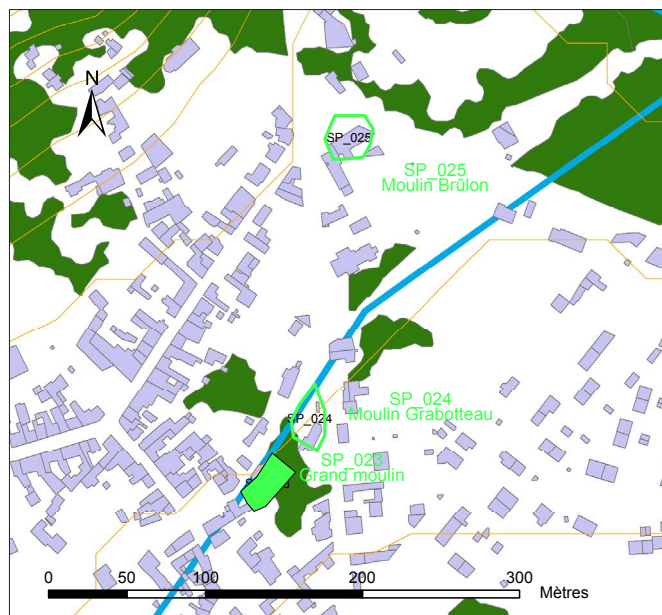 N
SP_025
SP_025
Moulin Brûlon
SP_024
Moulin Grabotteau
SP_024
SP_023
Grand moulin
0 50 100 200 300 Mètres